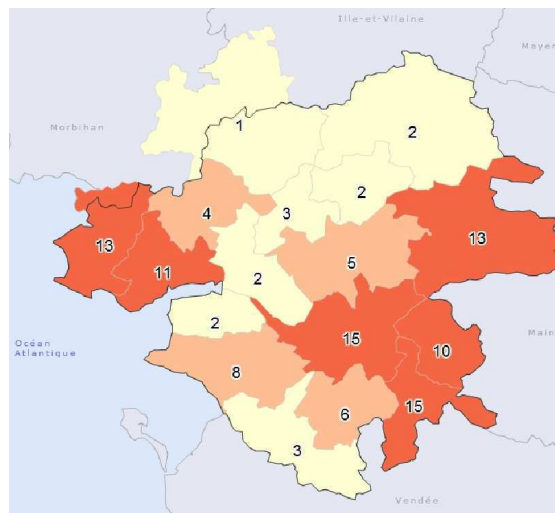 Ille-et-Vilaine
Mayen
Morbihan
1
2
2
4
3
13
13
11
5
2
Océan
Atlantique
2
15
Main
10
8
15
6
3
Vendée